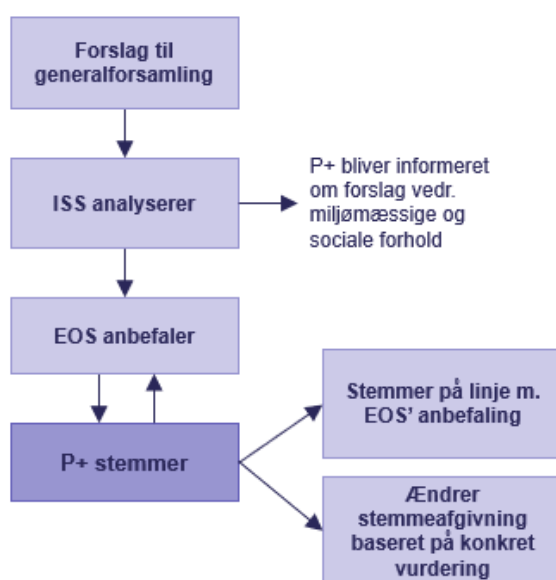 Forslag til
generalforsamling
ISS analyserer
P+ bliver informeret
om forslag vedr.
miljømæssige og
sociale forhold
EOS anbefaler
Stemmer på linje m.
EOS’ anbefaling
P+ stemmer
Ændrer
stemmeafgivning
baseret på konkret
vurdering